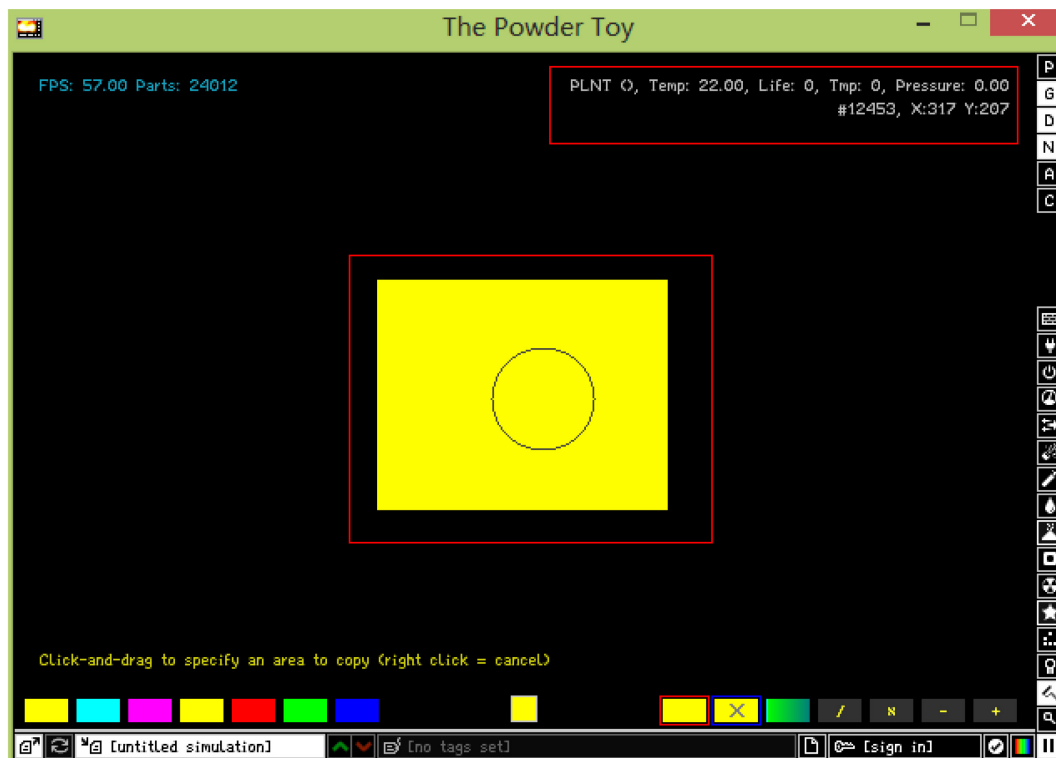 The Powder Toy
FPS: 57.00 Parts: 24012
PLNT (), Temp: 22.00, Life: 0, Tmp: 0, Pressure: 0.00
#12453, X:317 Y:207
P
G
D
N
A
C
Click-and-drag to specify an area to copy (right click = cancel)
/ - +
[untitled simulation] [no tags set] [sign in]